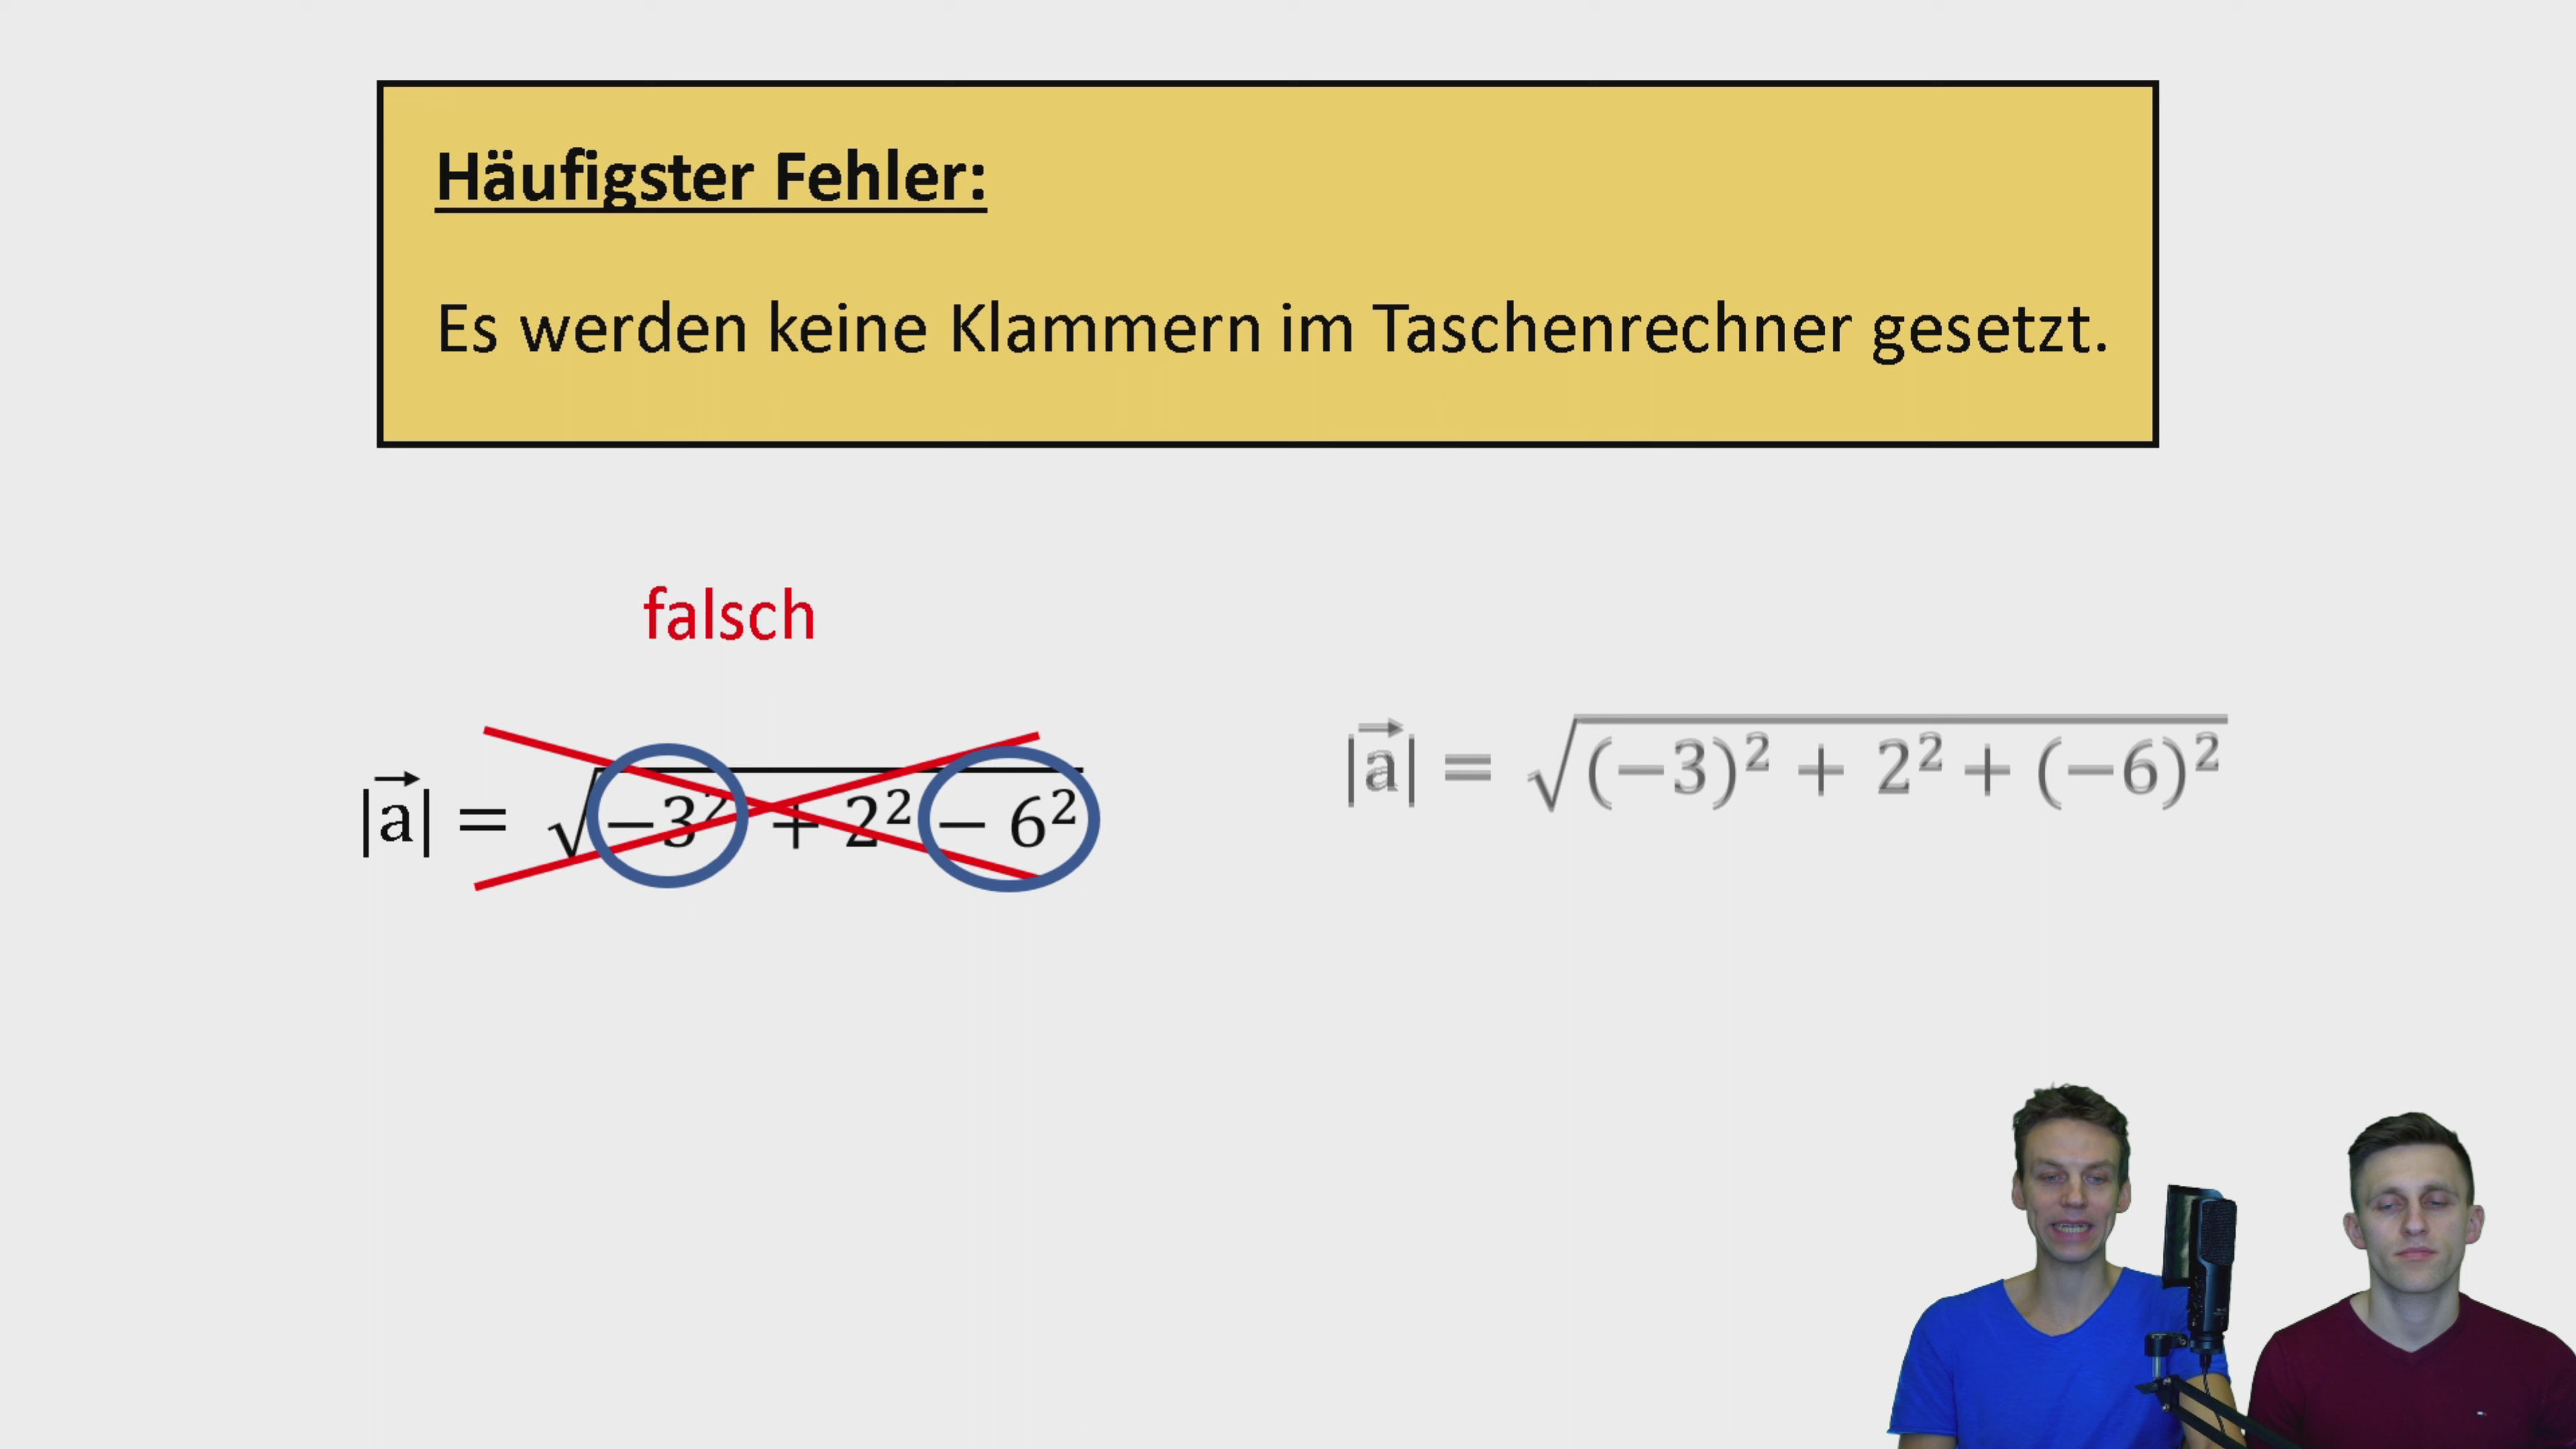 Häufigster Fehler:
Es werden keine Klammern im Taschenrechner gesetzt.
falsch
|a⃗| = √(−3² + 2² − 6²)
|a⃗| = √((−3)² + 2² + (−6)²)